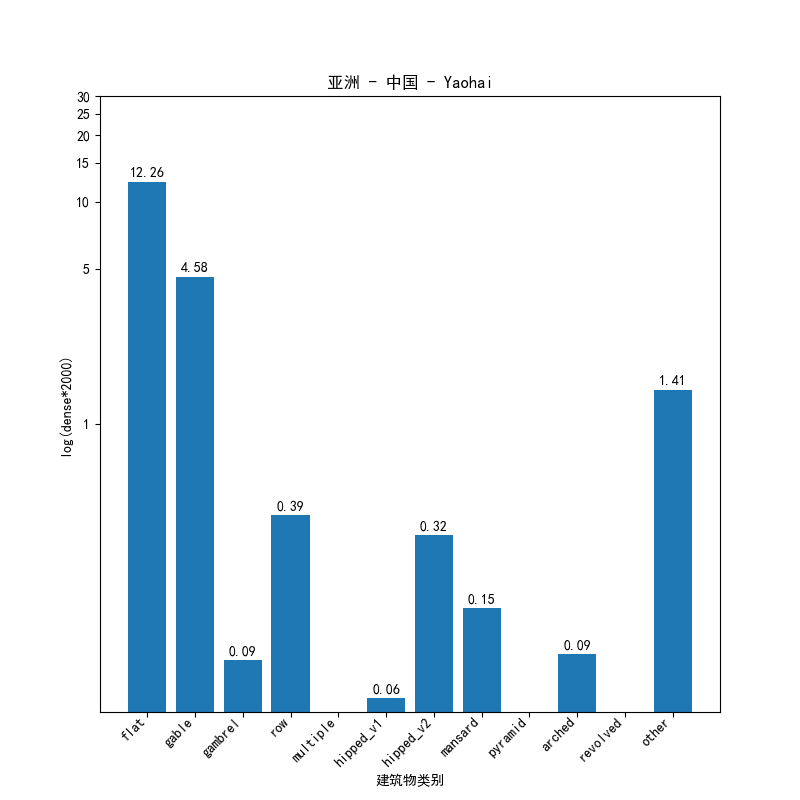 亚洲 - 中国 - Yaohai
30
25
20
15
10
5
1
log(dense*2000)
12.26
4.58
0.09
0.39
0.06
0.32
0.15
0.09
1.41
flat
gable
gambrel
row
multiple
hipped_v1
hipped_v2
mansard
pyramid
arched
revolved
other
建筑物类别